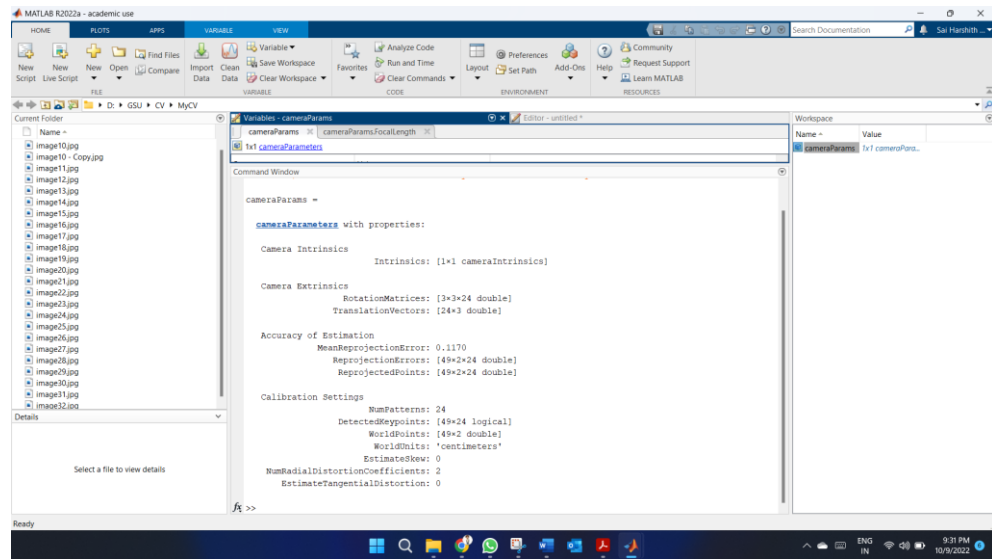 MATLAB R2022a - academic use
HOME PLOTS APPS VARIABLE VIEW
Search Documentation Sai Harshith ...
New Script
New Live Script
New
Open
Find Files
Compare
Import Data
Clean Data
Variable
Save Workspace
Clear Workspace
Favorites
Analyze Code
Run and Time
Clear Commands
Layout
Preferences
Set Path
Add-Ons
Help
Community
Request Support
Learn MATLAB
FILE VARIABLE CODE ENVIRONMENT RESOURCES
D: GSU CV MyCV
Current Folder
Name
image10.jpg
image10 - Copy.jpg
image11.jpg
image12.jpg
image13.jpg
image14.jpg
image15.jpg
image16.jpg
image17.jpg
image18.jpg
image19.jpg
image20.jpg
image21.jpg
image22.jpg
image23.jpg
image24.jpg
image25.jpg
image26.jpg
image27.jpg
image28.jpg
image29.jpg
image30.jpg
image31.jpg
image32.jpg
Details
Select a file to view details
Variables - cameraParams
Editor - untitled *
cameraParams cameraParams.FocalLength
1x1 cameraParameters
Command Window
cameraParams =
cameraParameters with properties:
Camera Intrinsics
Intrinsics: [1×1 cameraIntrinsics]
Camera Extrinsics
RotationMatrices: [3×3×24 double]
TranslationVectors: [24×3 double]
Accuracy of Estimation
MeanReprojectionError: 0.1170
ReprojectionErrors: [49×2×24 double]
ReprojectedPoints: [49×2×24 double]
Calibration Settings
NumPatterns: 24
DetectedKeypoints: [49×24 logical]
WorldPoints: [49×2 double]
WorldUnits: 'centimeters'
EstimateSkew: 0
NumRadialDistortionCoefficients: 2
EstimateTangentialDistortion: 0
fx >>
Workspace
Name Value
cameraParams 1x1 cameraPara...
Ready
ENG
IN
9:31 PM
10/9/2022